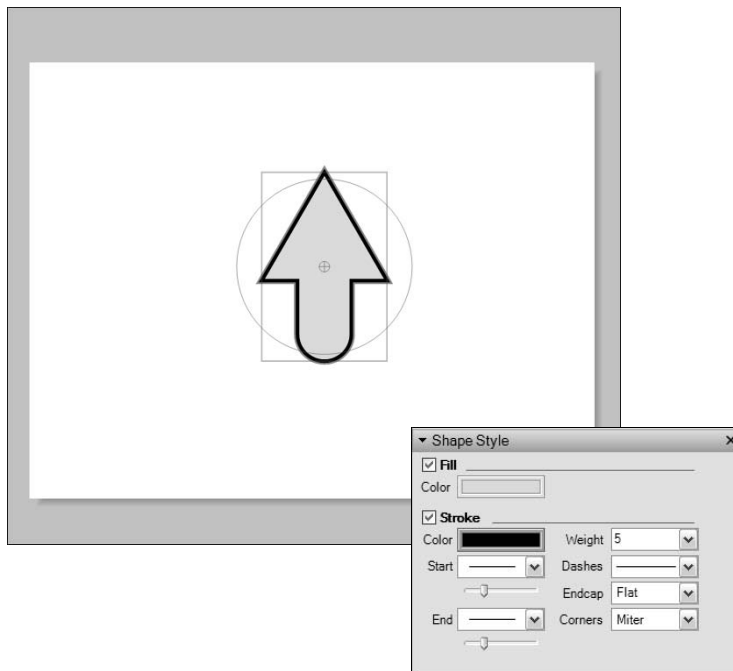 Shape Style
Fill
Color
Stroke
Color Weight 5
Start Dashes
Endcap Flat
End Corners Miter